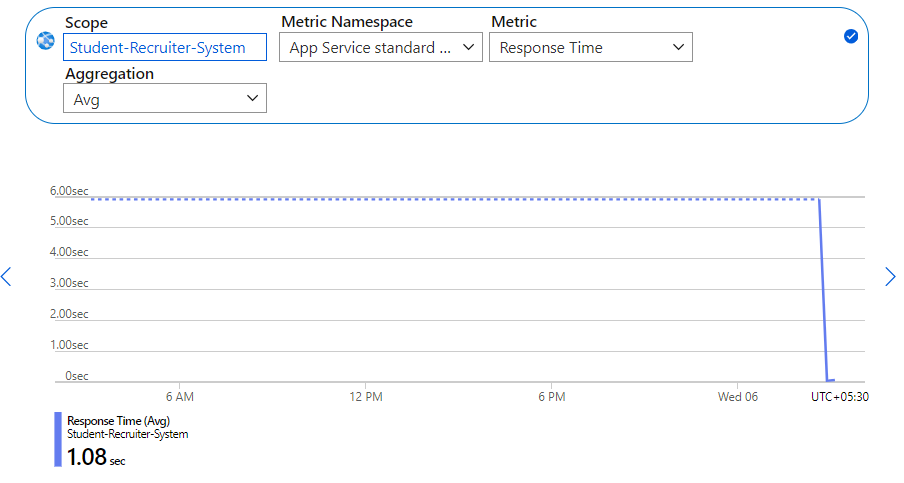 Scope
Metric Namespace
Metric
Student-Recruiter-System
App Service standard ...
Response Time
Aggregation
Avg
6.00sec
5.00sec
4.00sec
3.00sec
2.00sec
1.00sec
0sec
6 AM
12 PM
6 PM
Wed 06
UTC+05:30
Response Time (Avg)
Student-Recruiter-System
1.08 sec